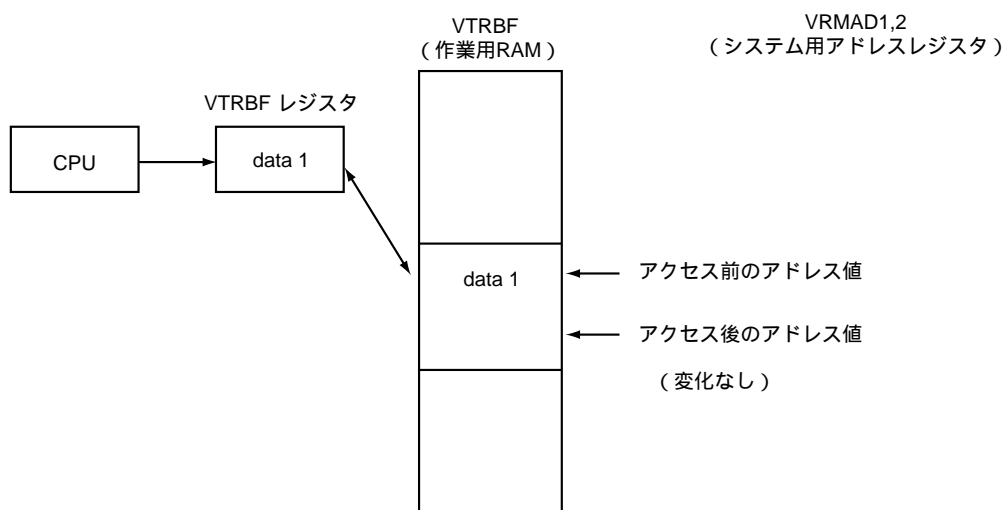 VTRBF
（作業用RAM）
VRMAD1,2
（システム用アドレスレジスタ）
VTRBF レジスタ
CPU
data 1
data 1
アクセス前のアドレス値
アクセス後のアドレス値
（変化なし）